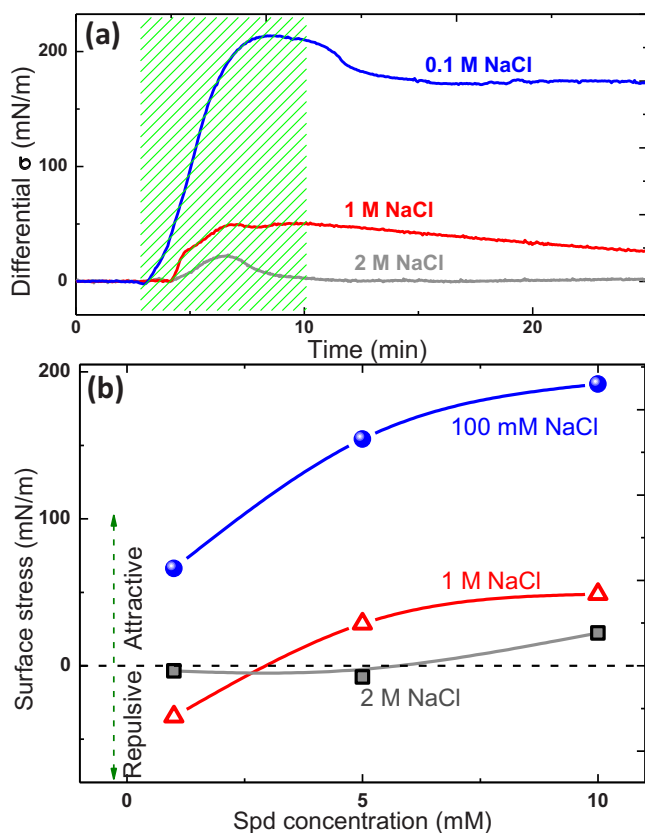 (a)
0.1 M NaCl
1 M NaCl
2 M NaCl
200
100
0
Differential σ (mN/m)
0
10
20
Time (min)
(b)
200
100
0
Surface stress (mN/m)
Attractive
Repulsive
100 mM NaCl
1 M NaCl
2 M NaCl
0
5
10
Spd concentration (mM)